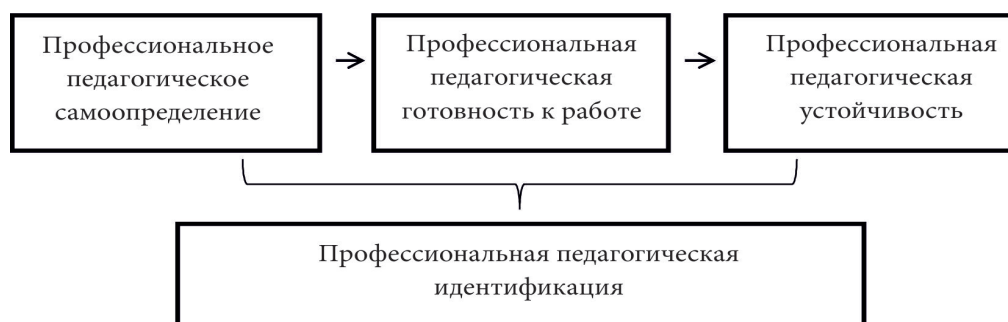 Профессиональное
педагогическое
самоопределение
Профессиональная
педагогическая
готовность к работе
Профессиональная
педагогическая
устойчивость
Профессиональная педагогическая
идентификация